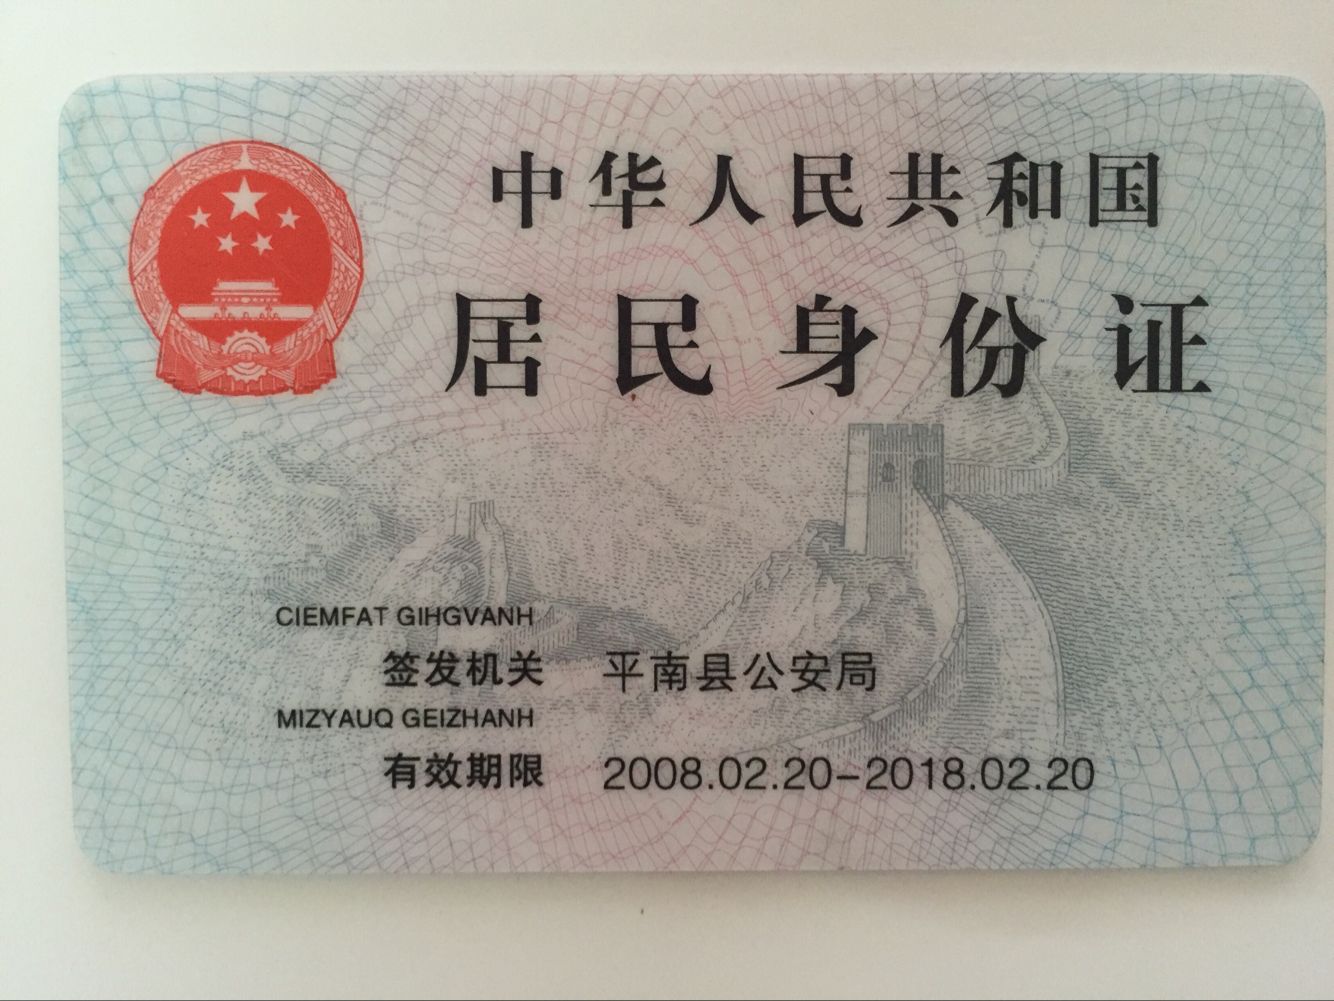 中华人民共和国
居民身份证
CIEMFAT GIHGVANH
签发机关 平南县公安局
MIZYAUQ GEIZHANH
有效期限 2008.02.20-2018.02.20